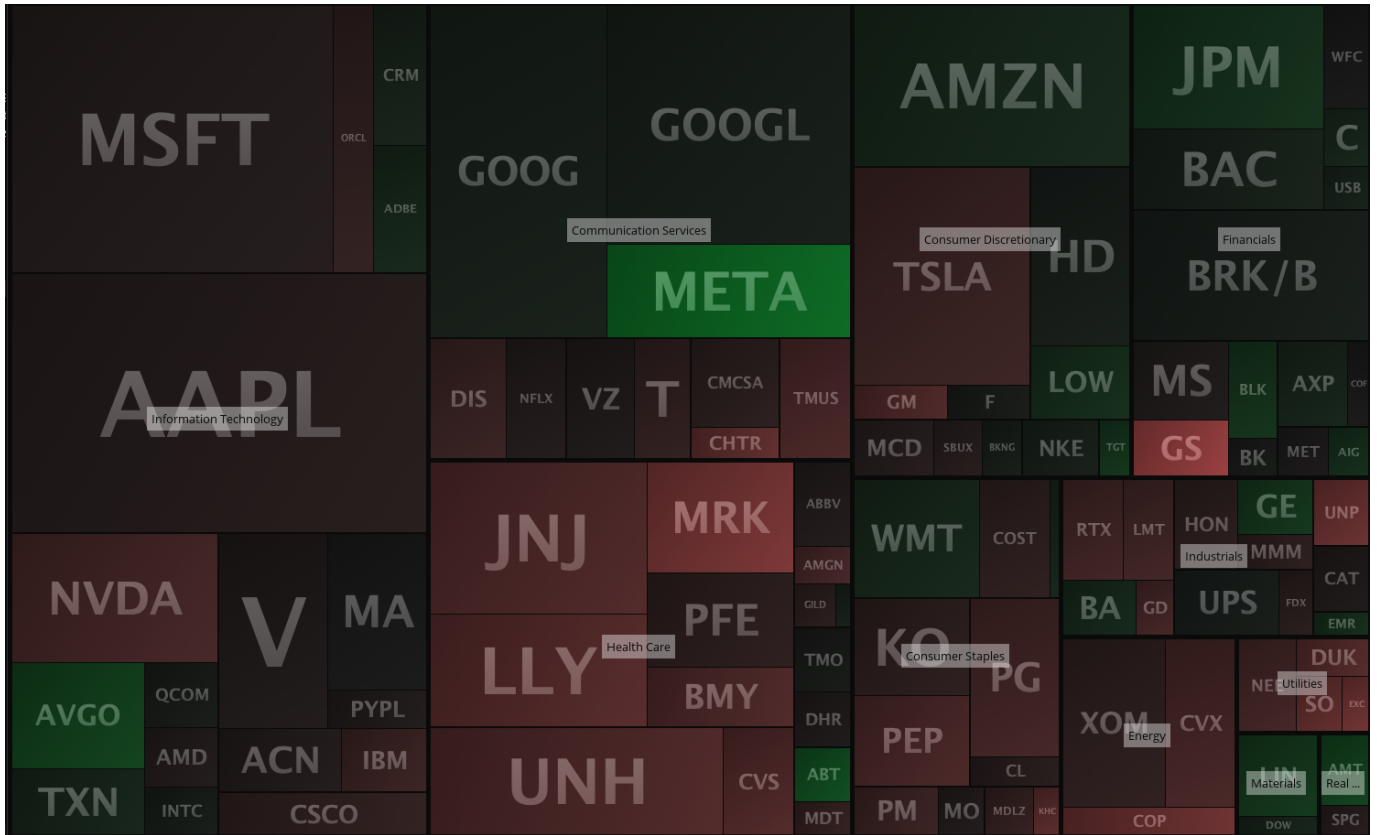 MSFT
ORCL
CRM
ADBE
AAPL
Information Technology
NVDA
AVGO
TXN
QCOM
AMD
INTC
V
MA
PYPL
ACN
IBM
CSCO
GOOG
GOOGL
Communication Services
META
DIS
NFLX
VZ
T
CMCSA
CHTR
TMUS
JNJ
MRK
LLY
Health Care
PFE
BMY
UNH
CVS
ABBV
AMGN
GILD
TMO
DHR
ABT
MDT
AMZN
TSLA
Consumer Discretionary
HD
LOW
GM
F
MCD
SBUX
BKNG
NKE
TGT
JPM
WFC
BAC
C
USB
Financials
BRK/B
MS
GS
BLK
BK
AXP
COF
MET
AIG
WMT
COST
KO
Consumer Staples
PG
PEP
CL
PM
MO
MDLZ
KHC
RTX
LMT
HON
GE
UNP
Industrials
MMM
BA
GD
UPS
FDX
CAT
EMR
XOM
Energy
CVX
COP
NEE
Utilities
DUK
SO
EXC
LIN
Materials
DOW
AMT
Real ...
SPG